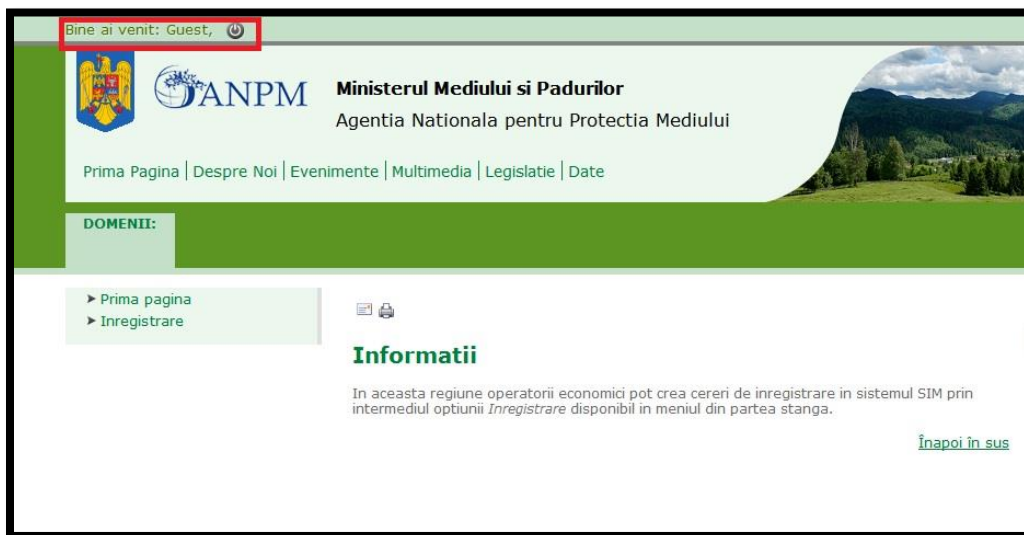 Bine ai venit: Guest,
ANPM
Ministerul Mediului si Padurilor
Agentia Nationala pentru Protectia Mediului
Prima Pagina | Despre Noi | Evenimente | Multimedia | Legislatie | Date
DOMENII:
Prima pagina
Inregistrare
Informatii
In aceasta regiune operatorii economici pot crea cereri de inregistrare in sistemul SIM prin
intermediul optiunii Inregistrare disponibil in meniul din partea stanga.
Înapoi în sus